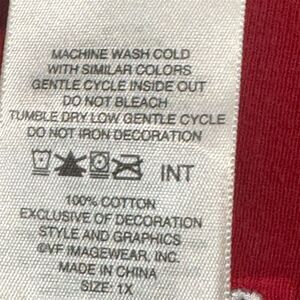 MACHINE WASH COLD
WITH SIMILAR COLORS
GENTLE CYCLE INSIDE OUT
DO NOT BLEACH
TUMBLE DRY LOW GENTLE CYCLE
DO NOT IRON DECORATION
INT
100% COTTON
EXCLUSIVE OF DECORATION
STYLE AND GRAPHICS
©VF IMAGEWEAR, INC.
MADE IN CHINA
SIZE: 1X